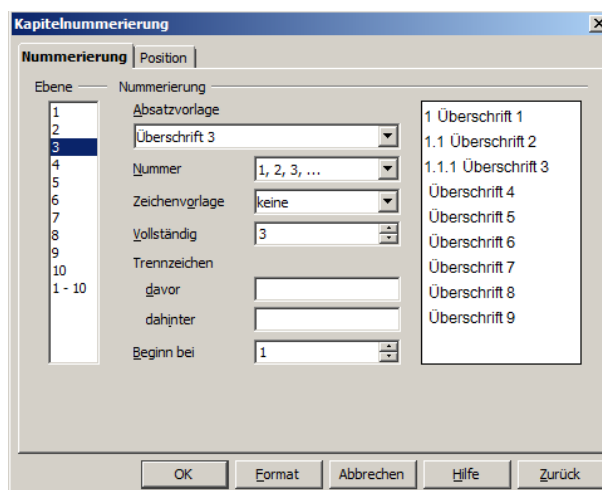 Kapitelnummerierung
Nummerierung Position
Ebene
1
2
3
4
5
6
7
8
9
10
1 - 10
Nummerierung
Absatzvorlage
Überschrift 3
Nummer 1, 2, 3, ...
Zeichenvorlage keine
Vollständig 3
Trennzeichen
davor
dahinter
Beginn bei 1
1 Überschrift 1
1.1 Überschrift 2
1.1.1 Überschrift 3
Überschrift 4
Überschrift 5
Überschrift 6
Überschrift 7
Überschrift 8
Überschrift 9
OK Format Abbrechen Hilfe Zurück